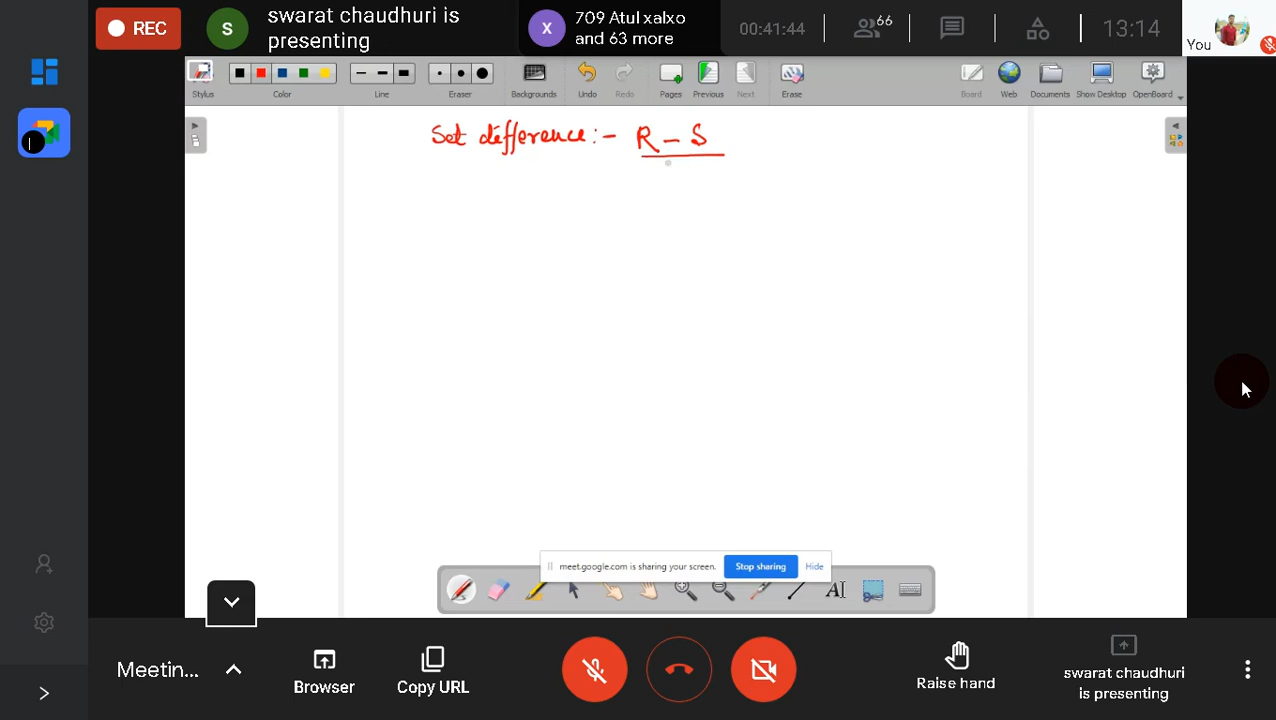 REC
S
swarat chaudhuri is
presenting
X
709 Atul xalxo
and 63 more
00:41:44
66
13:14
You
Stylus
Color
Line
Eraser
Backgrounds
Undo
Redo
Pages
Previous
Next
Erase
Board
Web
Documents
Show Desktop
OpenBoard
Set difference:- R - S
meet.google.com is sharing your screen.
Stop sharing
Hide
AI
Meetin...
Browser
Copy URL
Raise hand
swarat chaudhuri
is presenting